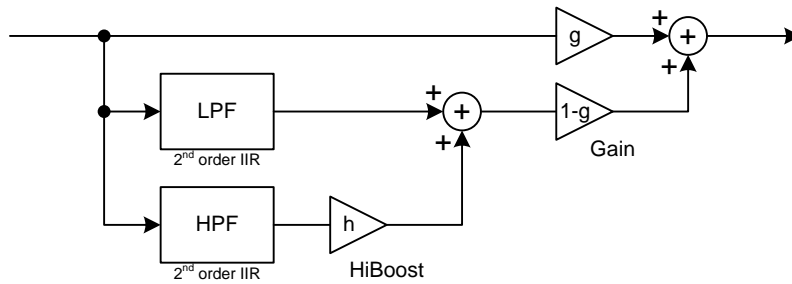 +
g
+
+
LPF
2nd order IIR
+
+
+
1-g
Gain
HPF
2nd order IIR
h
HiBoost